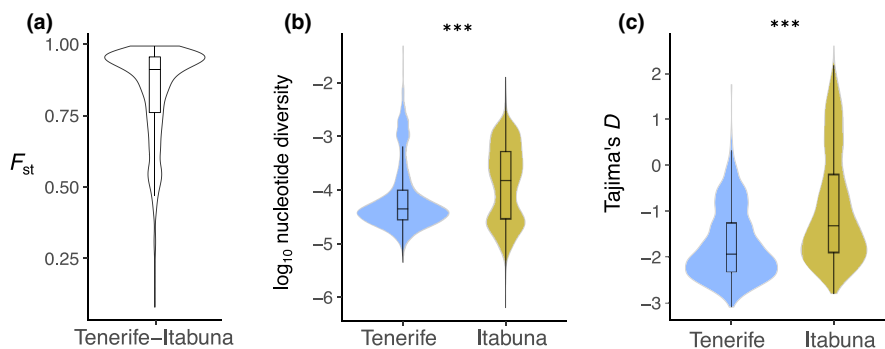 (a)
1.00
0.75
0.50
0.25
Fst
Tenerife−Itabuna
(b)
***
−2
−3
−4
−5
−6
log10 nucleotide diversity
Tenerife Itabuna
(c)
***
2
1
0
−1
−2
−3
Tajima's D
Tenerife Itabuna